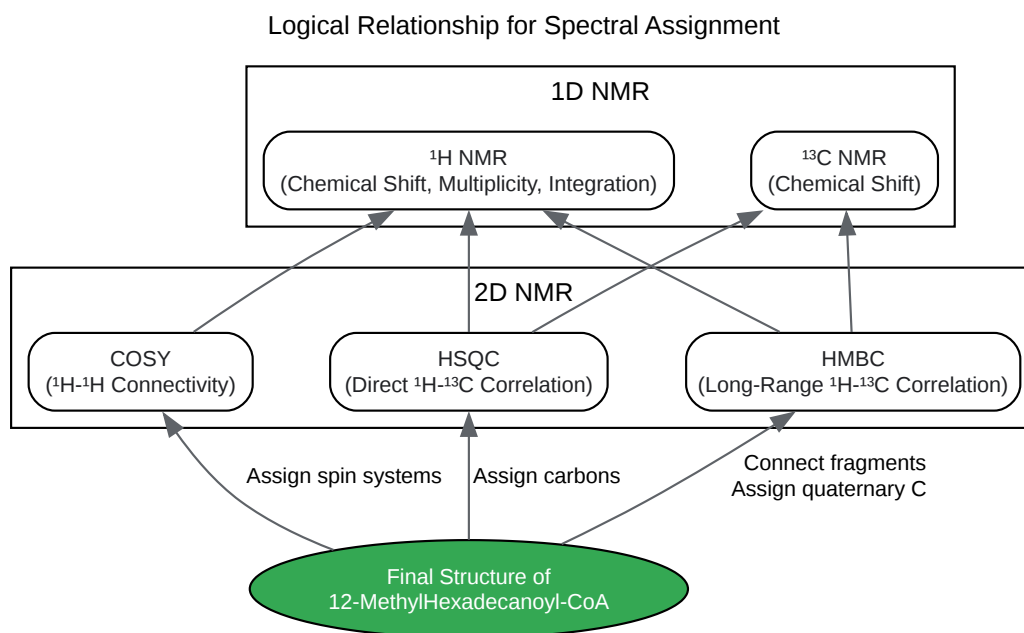 Logical Relationship for Spectral Assignment
1D NMR
¹H NMR
(Chemical Shift, Multiplicity, Integration)
¹³C NMR
(Chemical Shift)
2D NMR
COSY
(¹H-¹H Connectivity)
HSQC
(Direct ¹H-¹³C Correlation)
HMBC
(Long-Range ¹H-¹³C Correlation)
Assign spin systems
Assign carbons
Connect fragments
Assign quaternary C
Final Structure of
12-MethylHexadecanoyl-CoA